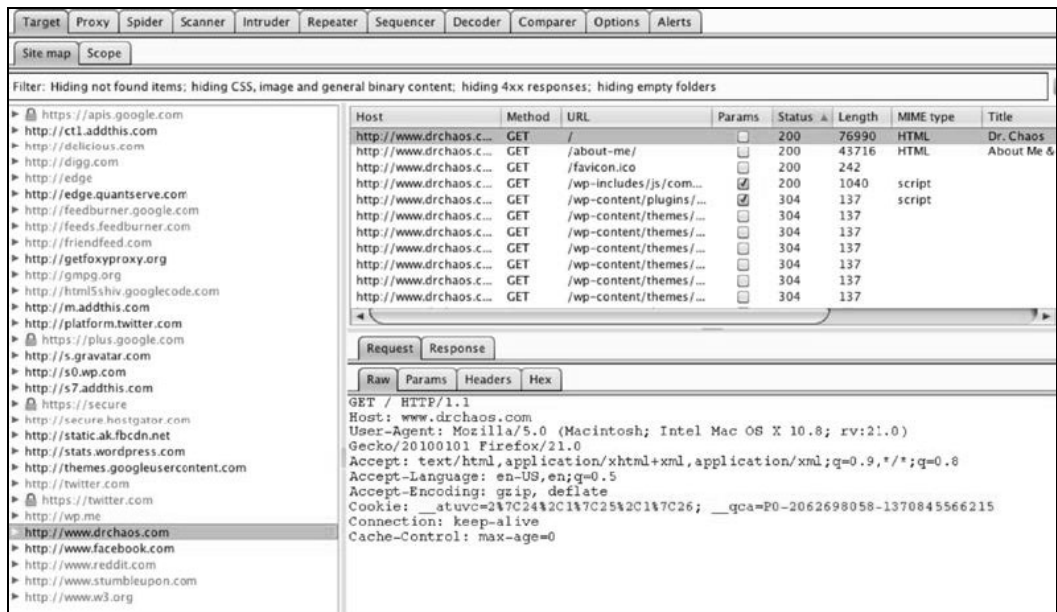 Target Proxy Spider Scanner Intruder Repeater Sequencer Decoder Comparer Options Alerts
Site map Scope
Filter: Hiding not found items; hiding CSS, image and general binary content; hiding 4xx responses; hiding empty folders
https://apis.google.com
http://ct1.addthis.com
http://delicious.com
http://digg.com
http://edge
http://edge.quantserve.com
http://feedburner.google.com
http://feeds.feedburner.com
http://friendfeed.com
http://getfoxyproxy.org
http://gmpg.org
http://html5shiv.googlecode.com
http://m.addthis.com
http://platform.twitter.com
https://plus.google.com
http://s.gravatar.com
http://s0.wp.com
http://s7.addthis.com
https://secure
http://secure.hostgator.com
http://static.ak.fbcdn.net
http://stats.wordpress.com
http://themes.googleusercontent.com
http://twitter.com
https://twitter.com
http://wp.me
http://www.drchaos.com
http://www.facebook.com
http://www.reddit.com
http://www.stumbleupon.com
http://www.w3.org
Host Method URL Params Status Length MIME type Title
http://www.drchaos.c... GET / 200 76990 HTML Dr. Chaos
http://www.drchaos.c... GET /about-me/ 200 43716 HTML About Me &
http://www.drchaos.c... GET /favicon.ico 200 242
http://www.drchaos.c... GET /wp-includes/js/com... 200 1040 script
http://www.drchaos.c... GET /wp-content/plugins/... 304 137 script
http://www.drchaos.c... GET /wp-content/themes/... 304 137
http://www.drchaos.c... GET /wp-content/themes/... 304 137
http://www.drchaos.c... GET /wp-content/themes/... 304 137
http://www.drchaos.c... GET /wp-content/themes/... 304 137
http://www.drchaos.c... GET /wp-content/themes/... 304 137
Request Response
Raw Params Headers Hex
GET / HTTP/1.1
Host: www.drchaos.com
User-Agent: Mozilla/5.0 (Macintosh; Intel Mac OS X 10.8; rv:21.0)
Gecko/20100101 Firefox/21.0
Accept: text/html,application/xhtml+xml,application/xml;q=0.9,*/*;q=0.8
Accept-Language: en-US,en;q=0.5
Accept-Encoding: gzip, deflate
Cookie: __atuvc=2%7C24%2C1%7C25%2C1%7C26; __qca=P0-2062698058-1370845566215
Connection: keep-alive
Cache-Control: max-age=0